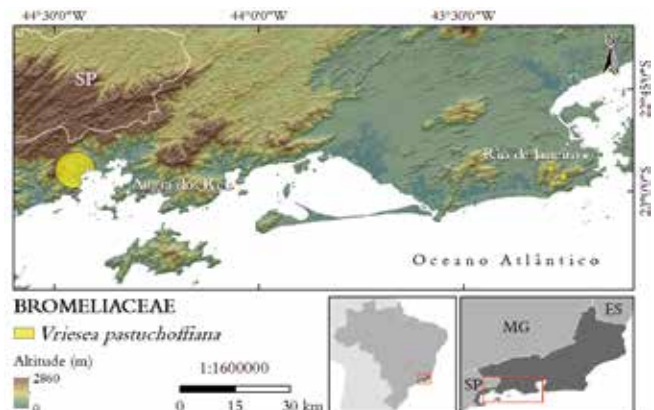 44°30'0"W 44°0'0"W 43°30'0"W
N
SP
22°45'0"S
Rio de Janeiro
Angra dos Reis
23°0'0"S
Oceano Atlântico
BROMELIACEAE
Vriesea pastuchoffiana
Altitude (m)
2860
0
1:1600000
0 15 30 km
ES
MG
SP